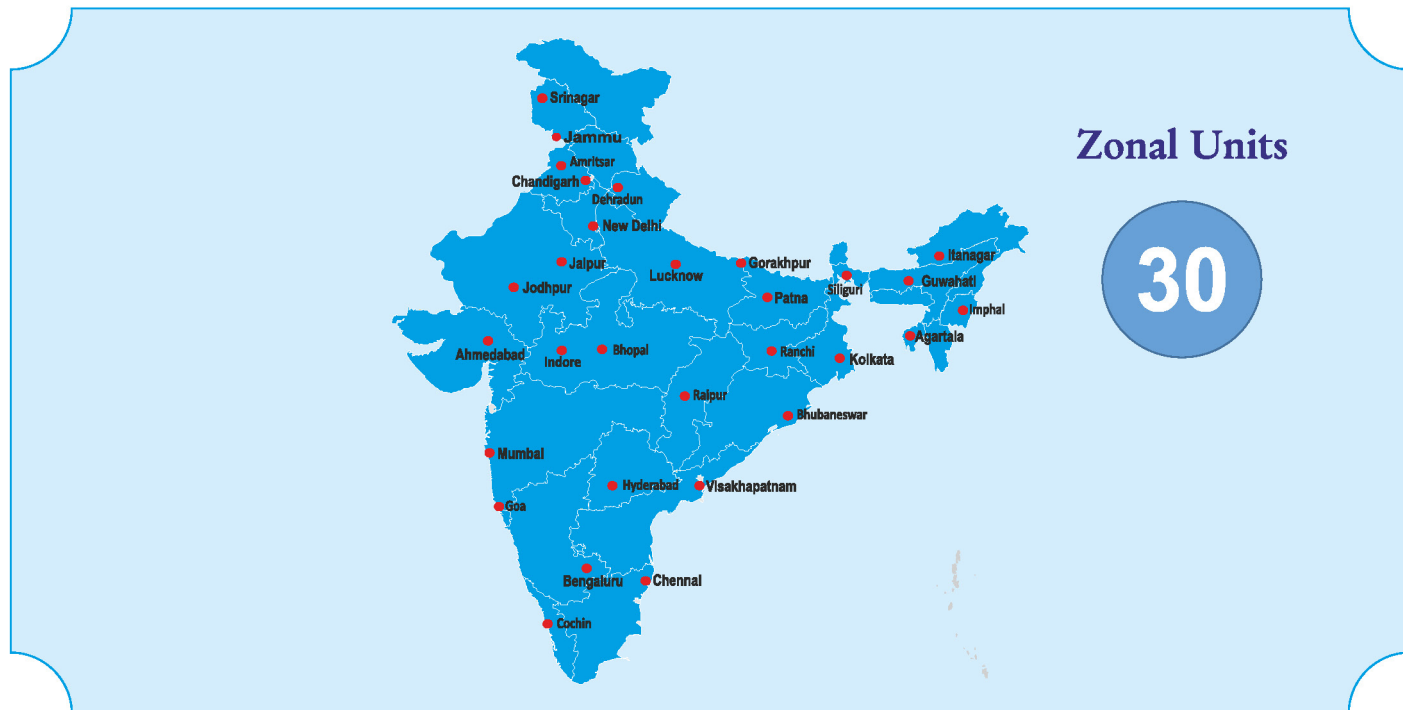 Srinagar
Jammu
Zonal Units
Amritsar
Chandigarh
Dehradun
New Delhi
Itanagar
Jaipur
Lucknow
Gorakhpur
Guwahati
30
Jodhpur
Siliguri
Patna
Imphal
Agartala
Ahmedabad
Indore
Bhopal
Ranchi
Kolkata
Raipur
Bhubaneswar
Mumbai
Hyderabad
Visakhapatnam
Goa
Bengaluru
Chennai
Cochin